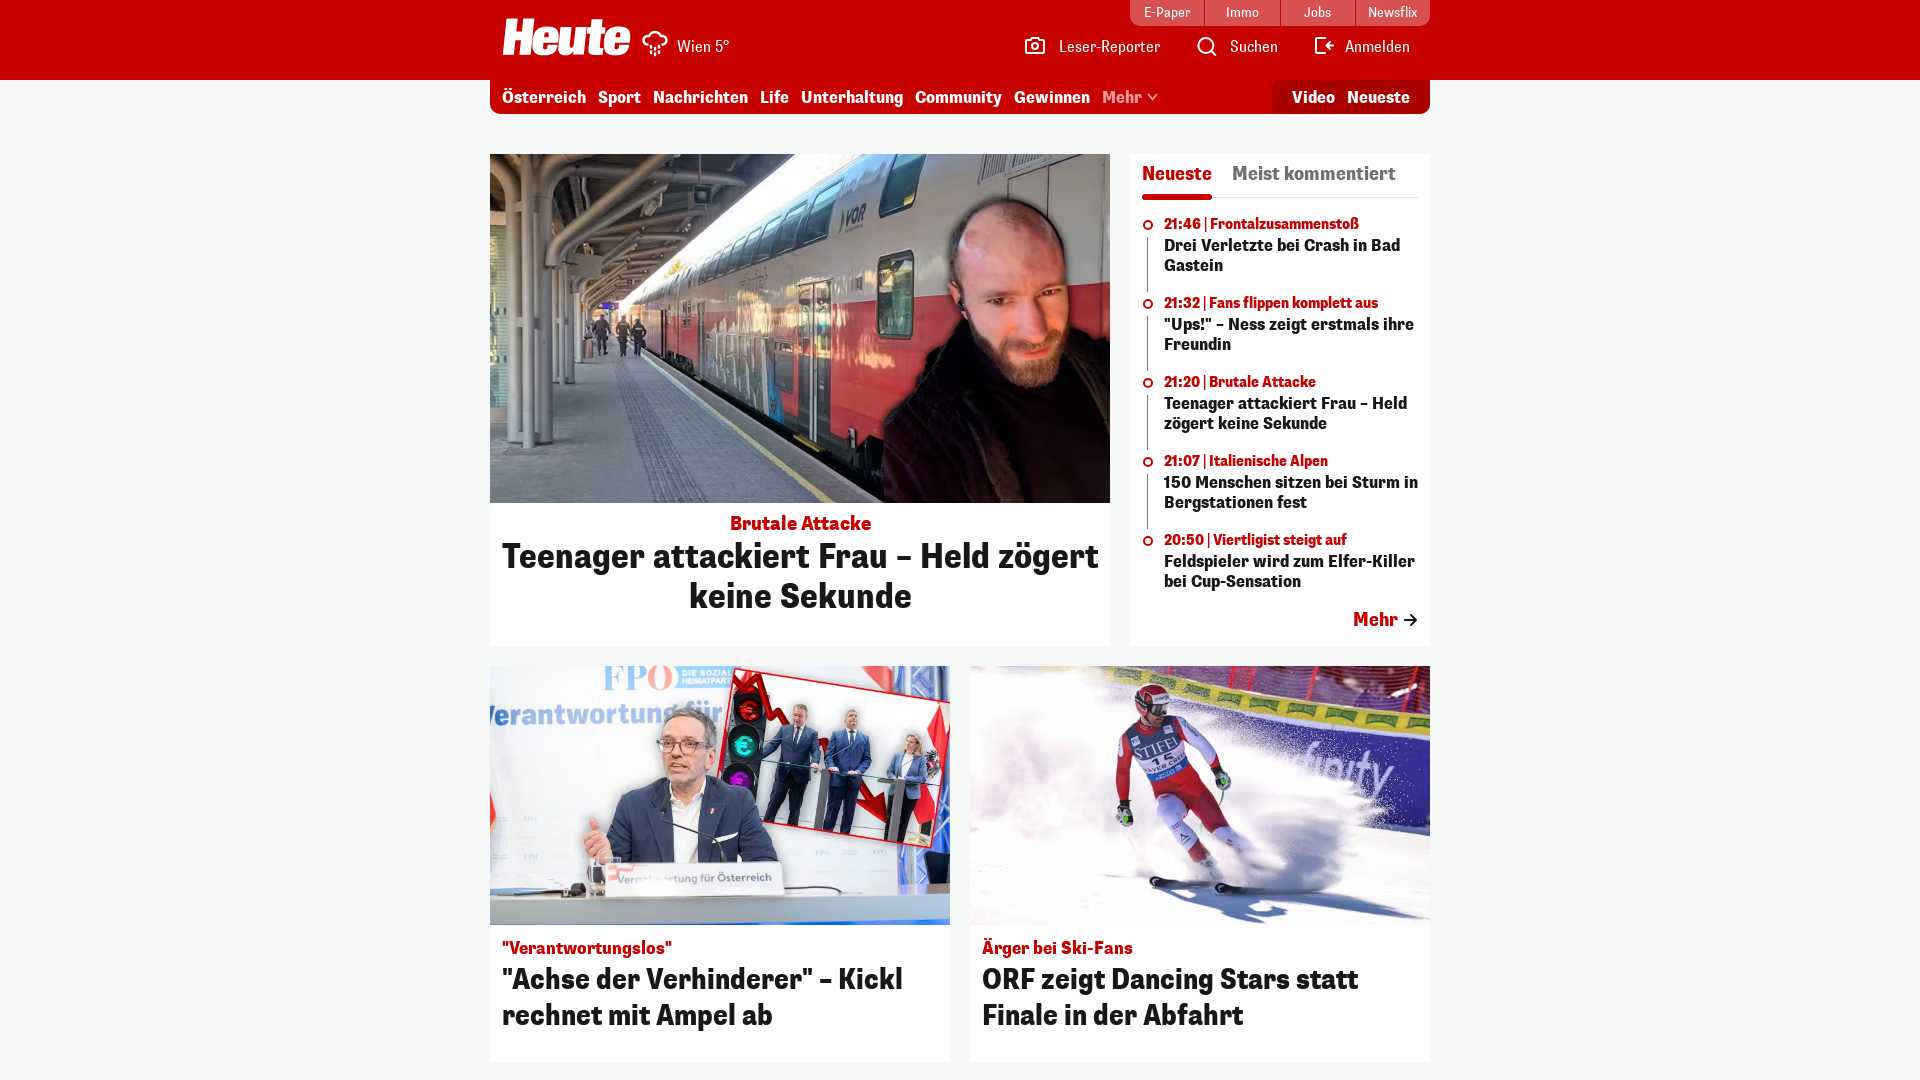 E-Paper
Immo
Jobs
Newsflix
Heute
Wien 5°
Leser-Reporter
Suchen
Anmelden
Österreich
Sport
Nachrichten
Life
Unterhaltung
Community
Gewinnen
Mehr
Video
Neueste
VOR
Brutale Attacke
Teenager attackiert Frau – Held zögert
keine Sekunde
Neueste
Meist kommentiert
21:46 | Frontalzusammenstoß
Drei Verletzte bei Crash in Bad
Gastein
21:32 | Fans flippen komplett aus
"Ups!" – Ness zeigt erstmals ihre
Freundin
21:20 | Brutale Attacke
Teenager attackiert Frau – Held
zögert keine Sekunde
21:07 | Italienische Alpen
150 Menschen sitzen bei Sturm in
Bergstationen fest
20:50 | Viertligist steigt auf
Feldspieler wird zum Elfer-Killer
bei Cup-Sensation
Mehr
FPÖ
DIE SOZIA
HEIMATPART
Verantwortung für
FPÖ
Verantwortung für Österreich
"Verantwortungslos"
"Achse der Verhinderer" – Kickl
rechnet mit Ampel ab
STIFEL
15
Ärger bei Ski-Fans
ORF zeigt Dancing Stars statt
Finale in der Abfahrt